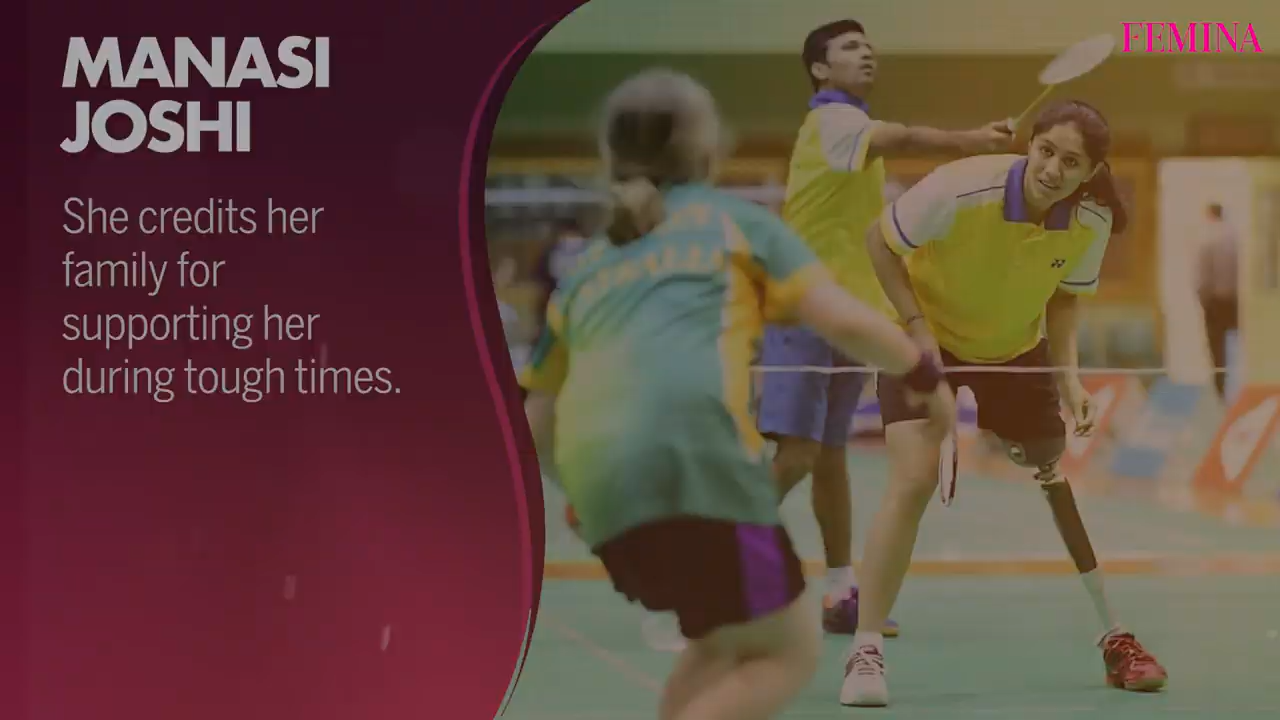 MANASI
JOSHI
She credits her
family for
supporting her
during tough times.
FEMINA